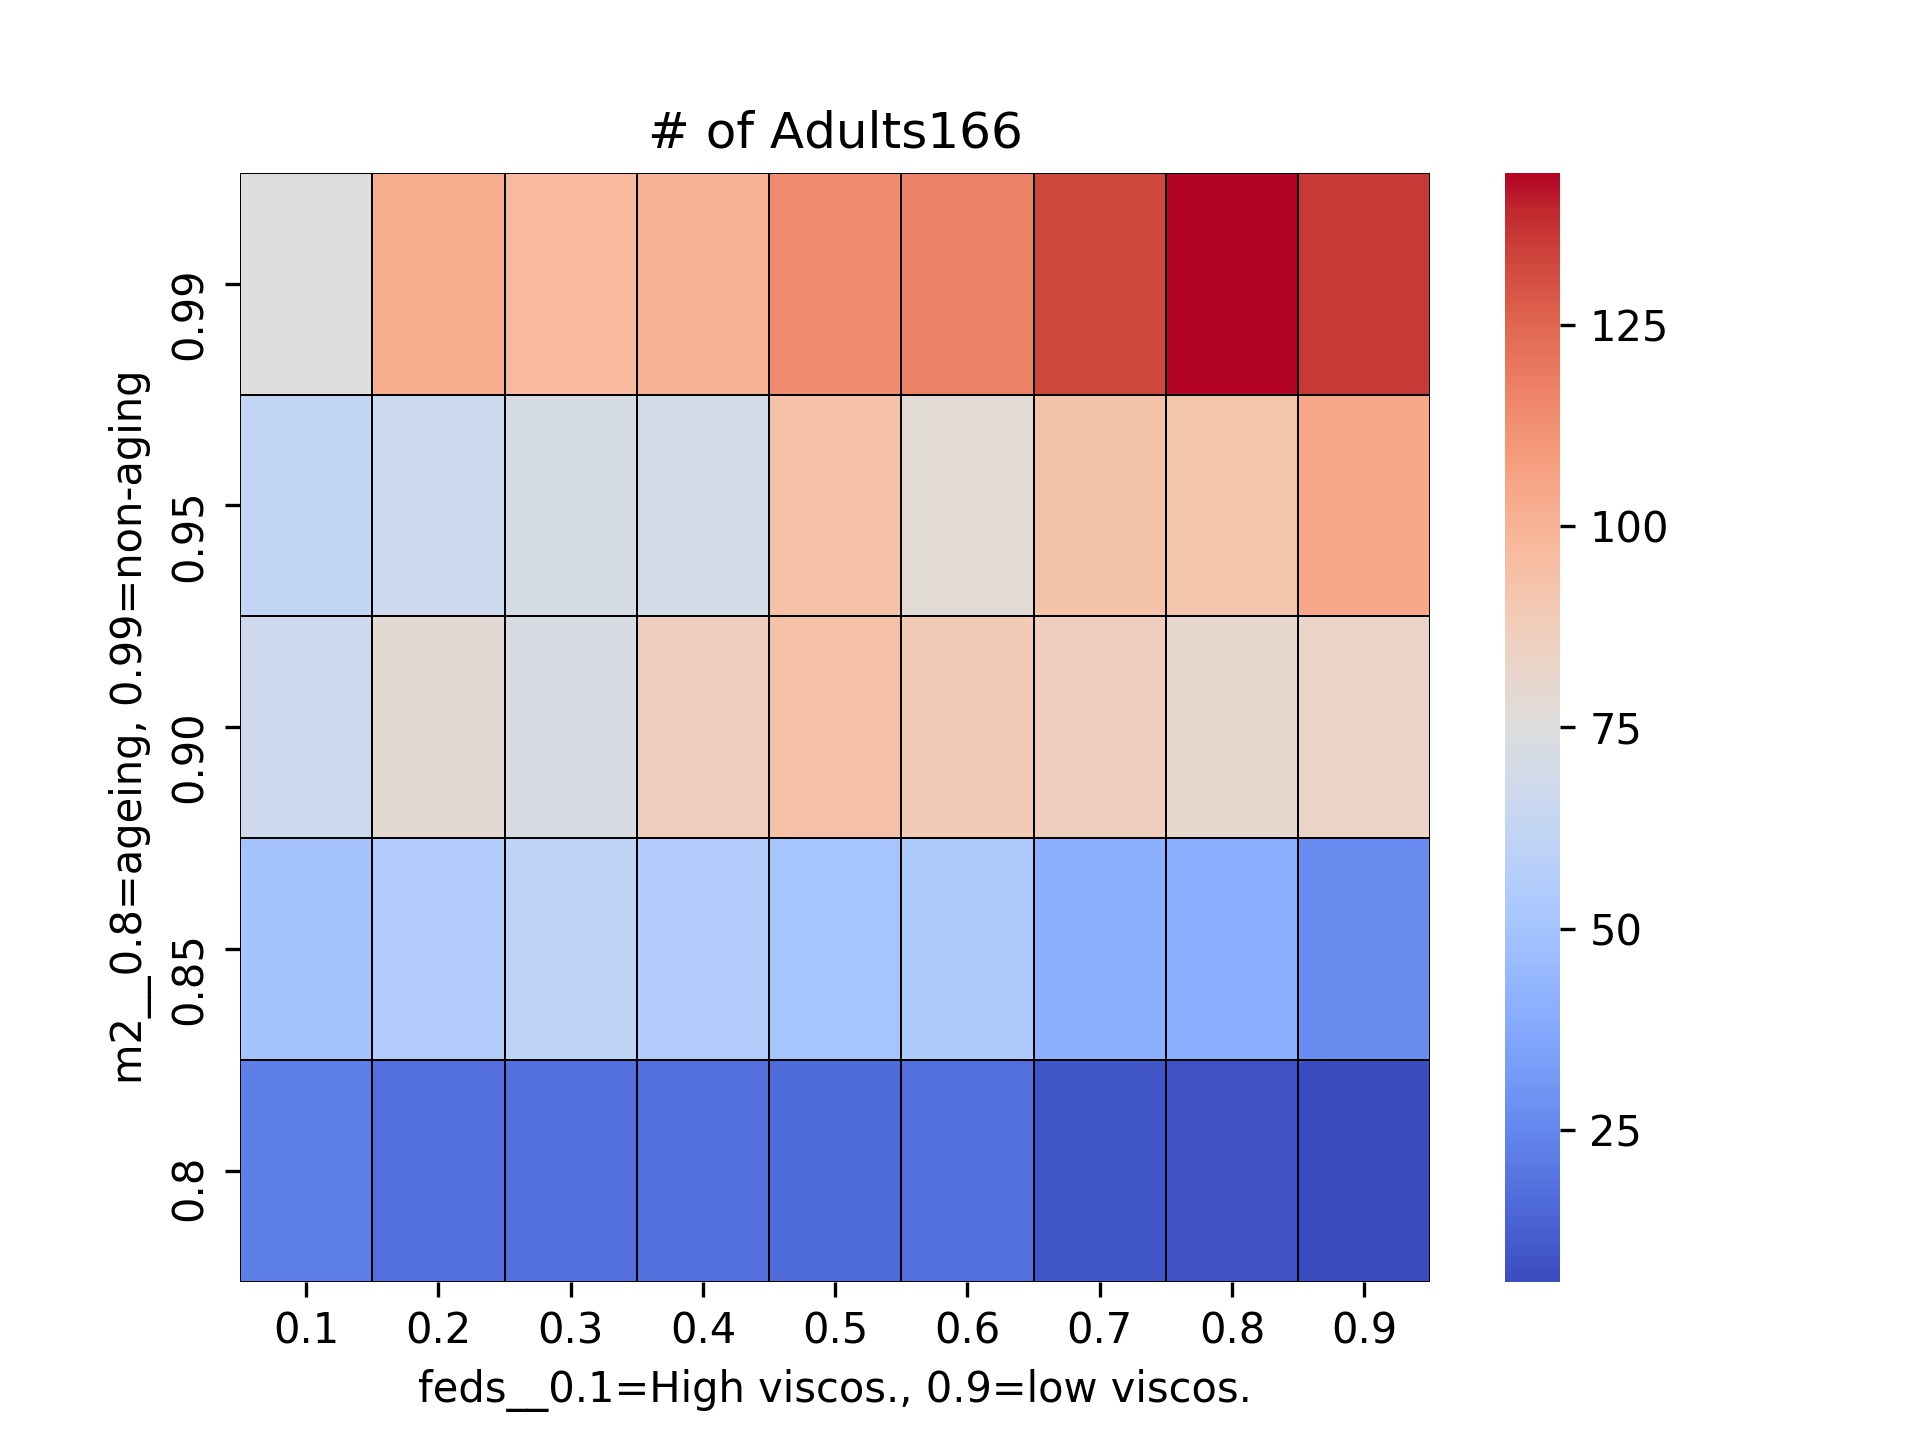 # of Adults166
m2__0.8=ageing, 0.99=non-aging
0.99
0.95
0.90
0.85
0.8
0.1 0.2 0.3 0.4 0.5 0.6 0.7 0.8 0.9
feds__0.1=High viscos., 0.9=low viscos.
125
100
75
50
25